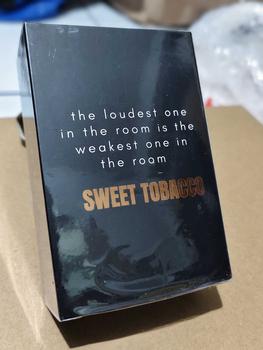 the loudest one
in the room is the
weakest one in
the room
SWEET TOBACCO